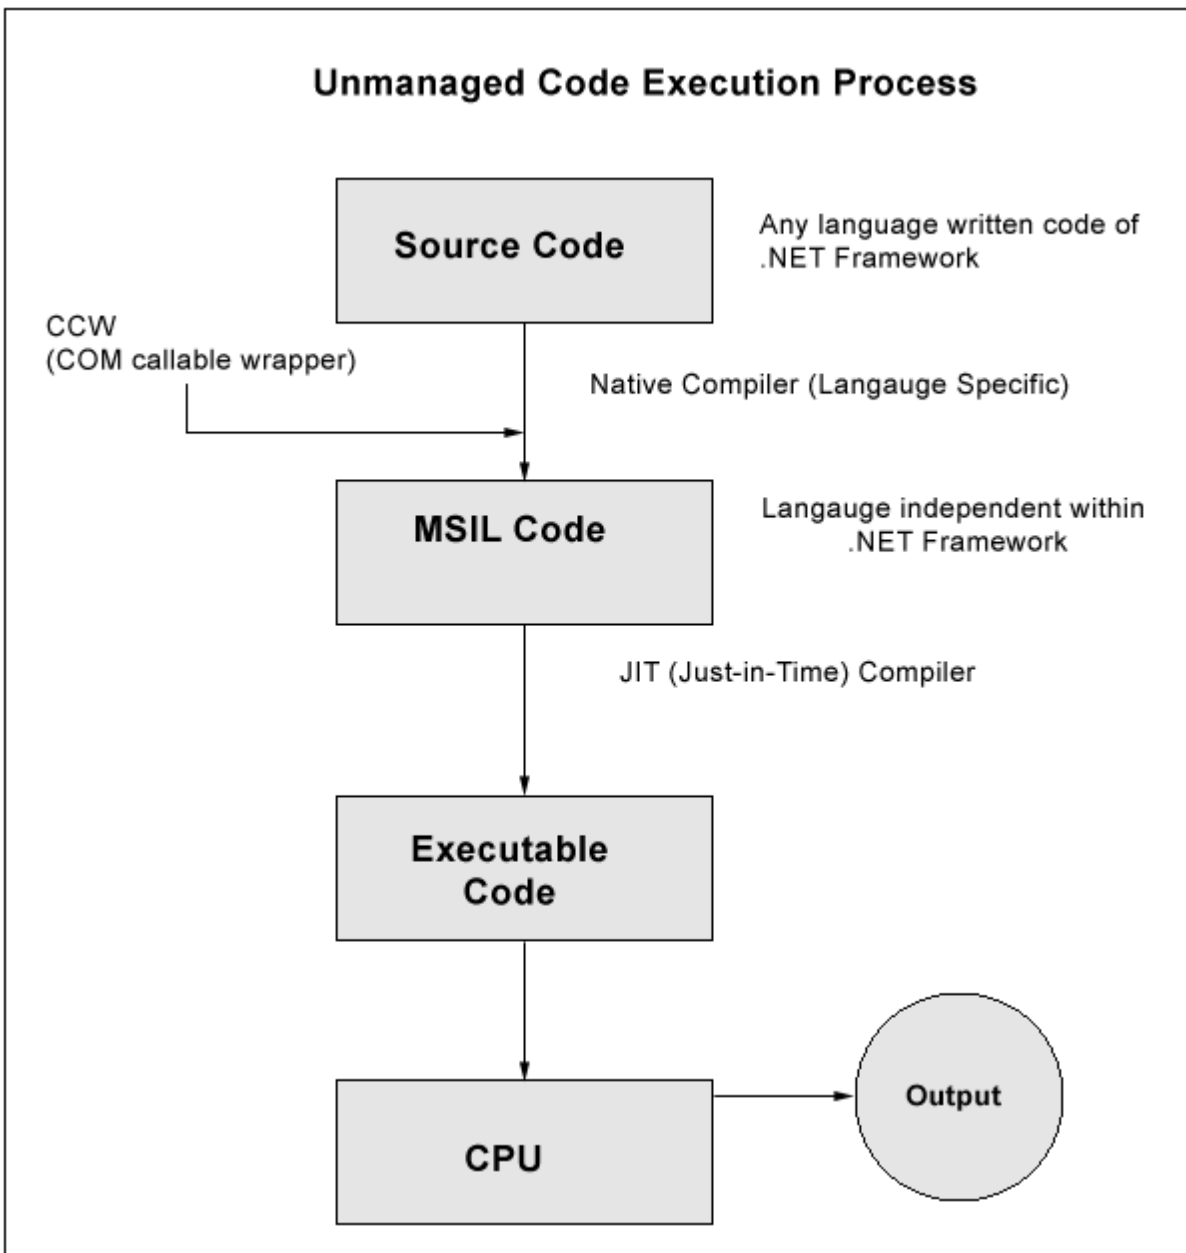 Unmanaged Code Execution Process
Source Code
Any language written code of
.NET Framework
CCW
(COM callable wrapper)
Native Compiler (Langauge Specific)
MSIL Code
Langauge independent within
.NET Framework
JIT (Just-in-Time) Compiler
Executable
Code
CPU
Output